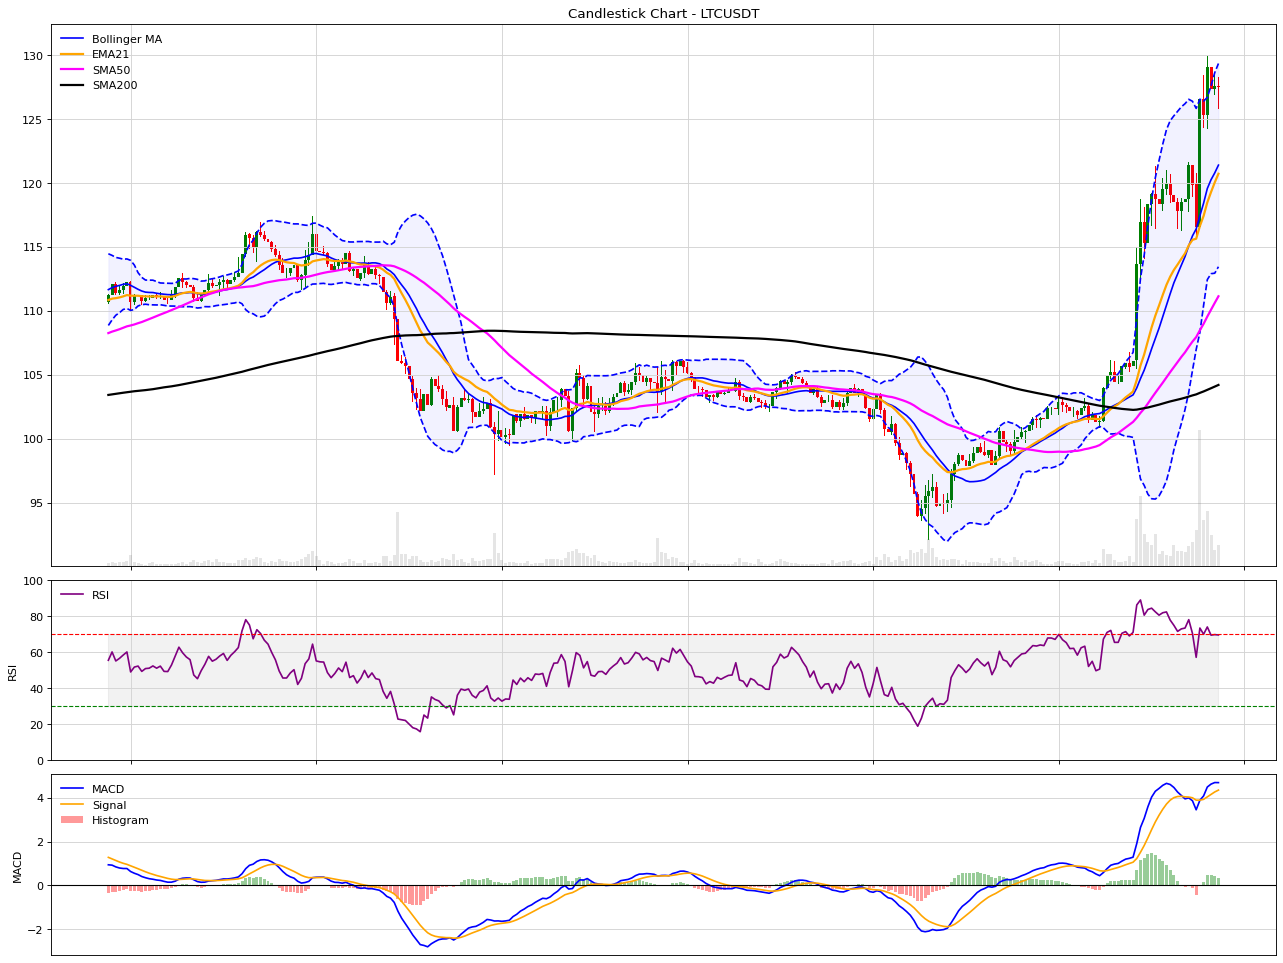 Candlestick Chart - LTCUSDT
Bollinger MA
EMA21
SMA50
SMA200
130
125
120
115
110
105
100
95
RSI
100
80
60
40
20
0
RSI
MACD
Signal
Histogram
4
2
0
−2
MACD